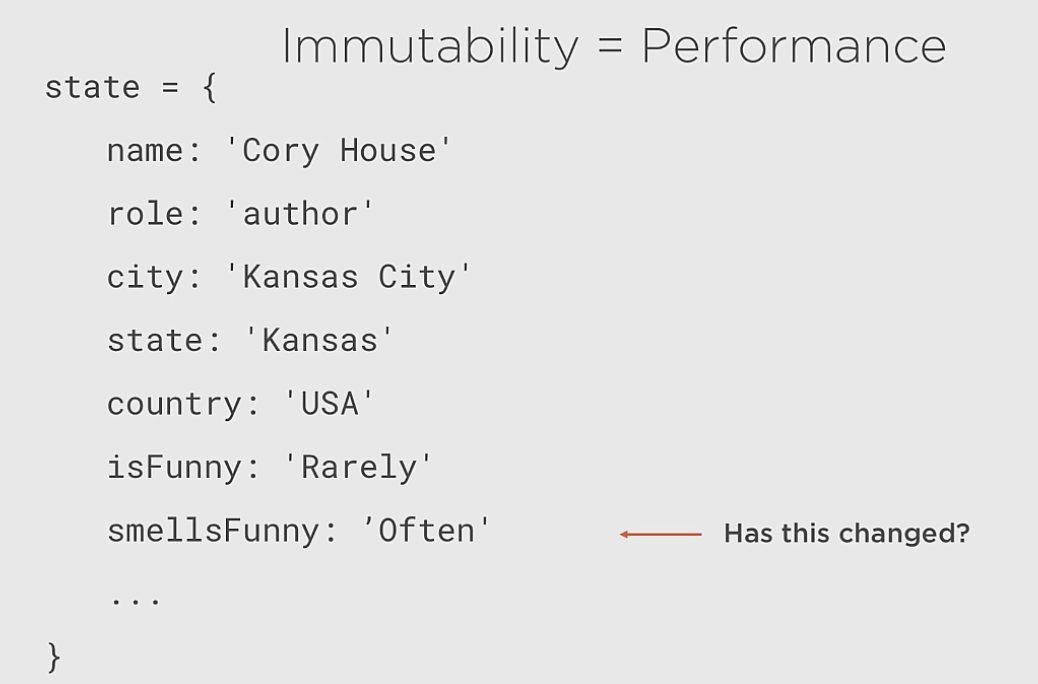 Immutability = Performance
state = {
name: 'Cory House'
role: 'author'
city: 'Kansas City'
state: 'Kansas'
country: 'USA'
isFunny: 'Rarely'
smellsFunny: ’Often'
Has this changed?
...
}